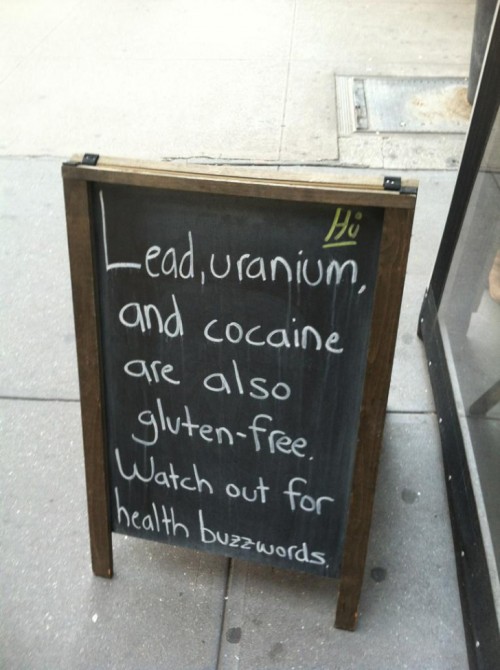 Hi
Lead, uranium,
and cocaine
are also
gluten-free.
Watch out for
health buzzwords.